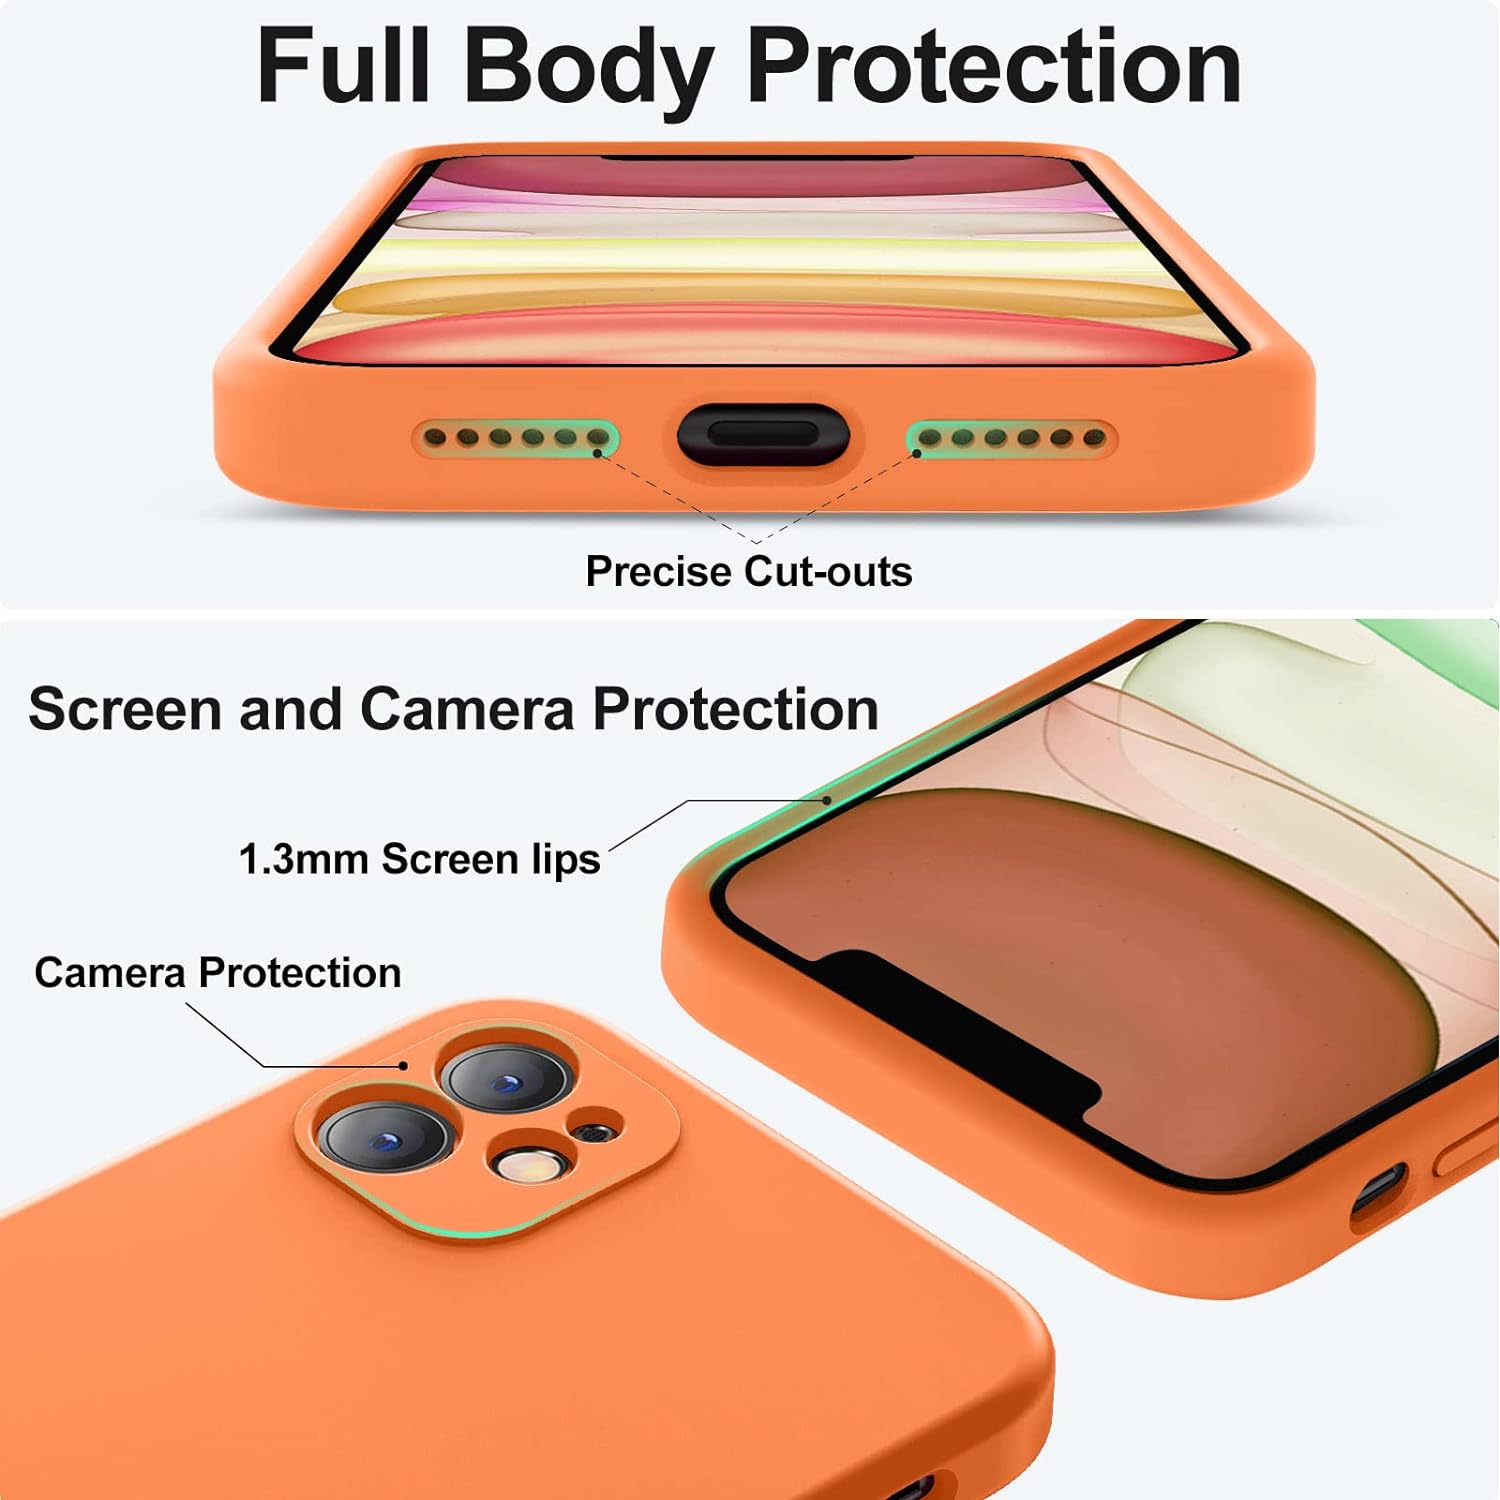 Full Body Protection
Precise Cut-outs
Screen and Camera Protection
1.3mm Screen lips
Camera Protection